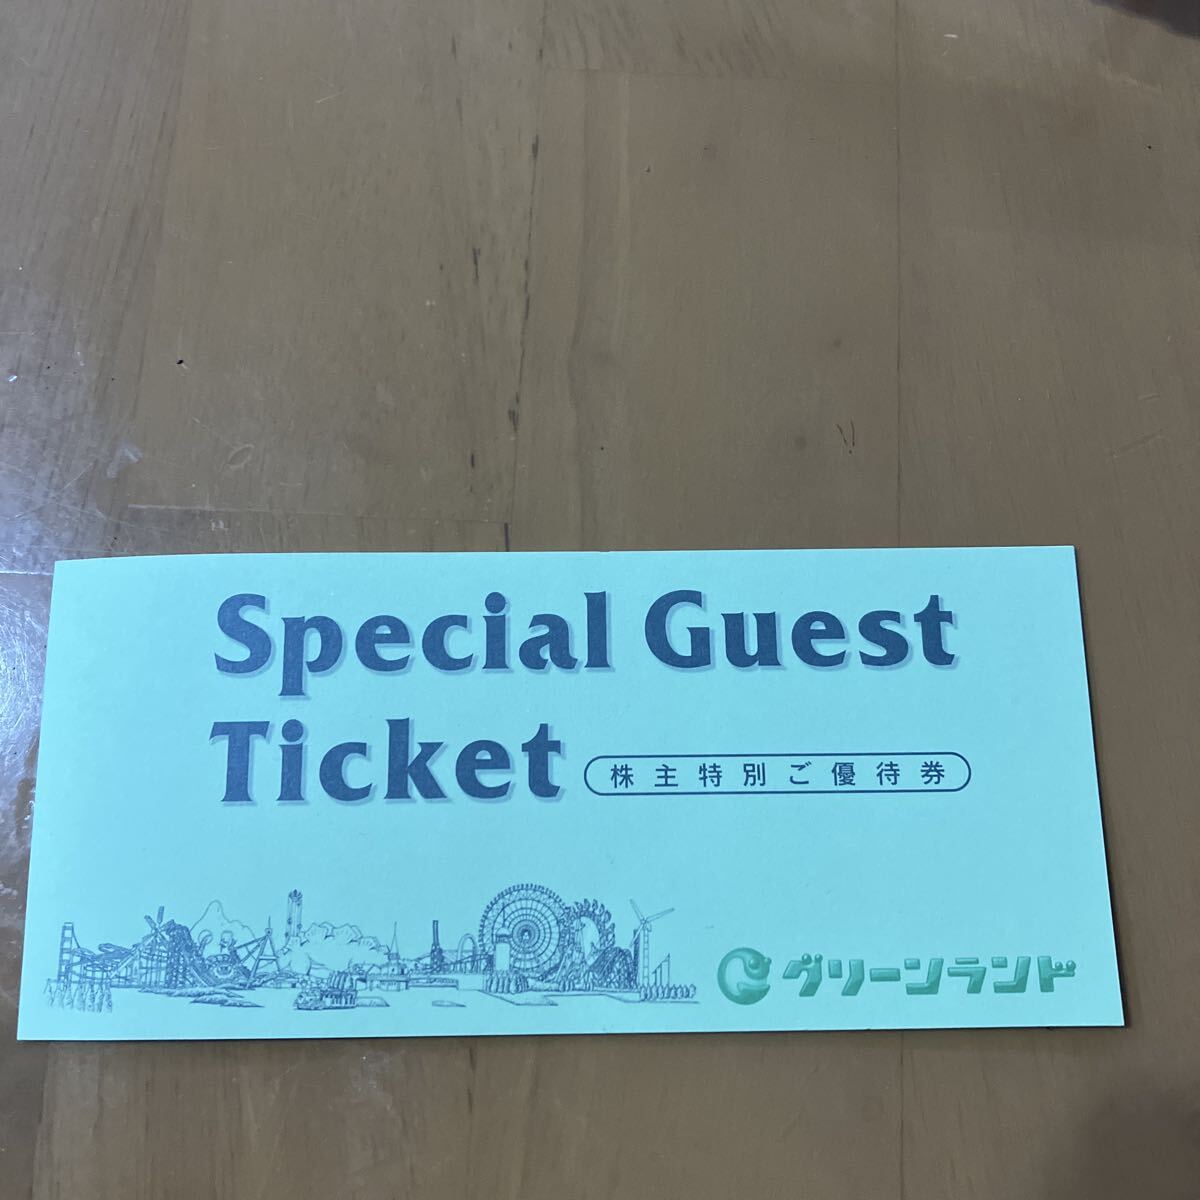 Special Guest
Ticket
株主特別ご優待券
グリーンランド